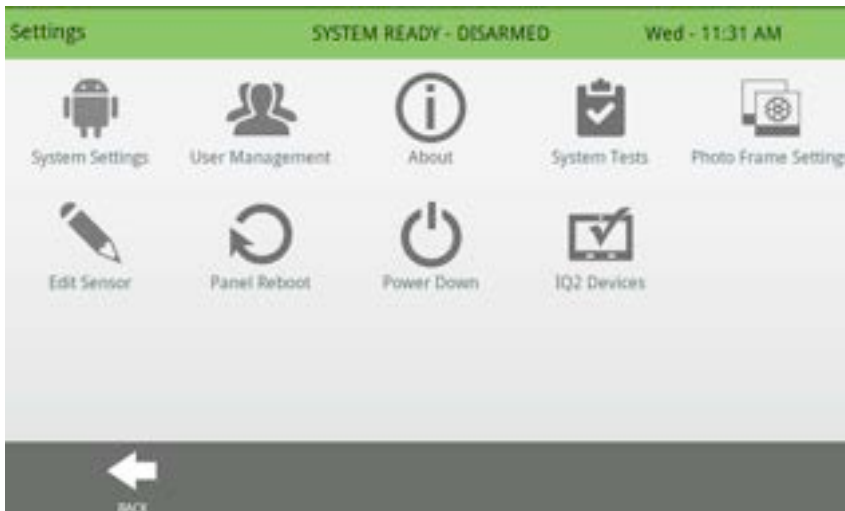 Settings SYSTEM READY - DISARMED Wed - 11:31 AM
System Settings User Management About System Tests Photo Frame Setting
Edit Sensor Panel Reboot Power Down IQ2 Devices
BACK